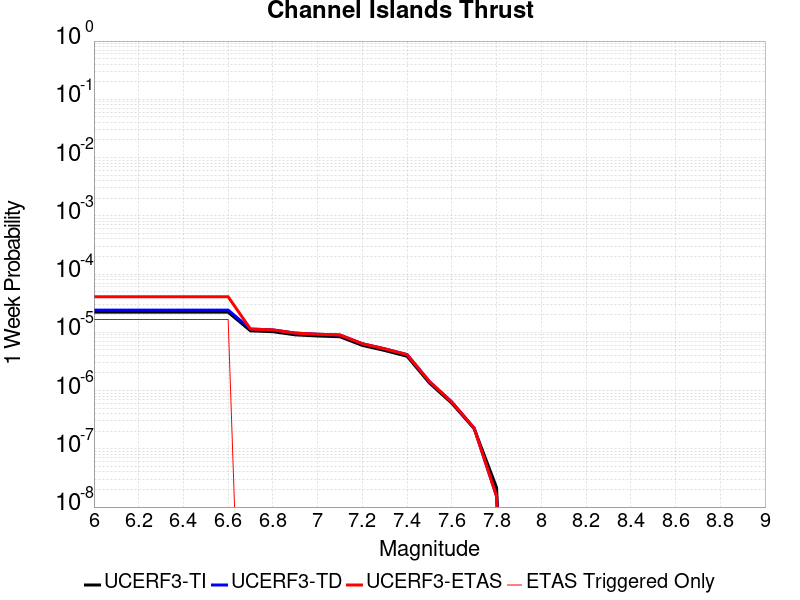 Channel Islands Thrust
10^0
10^-1
10^-2
10^-3
10^-4
10^-5
10^-6
10^-7
10^-8
1 Week Probability
6 6.2 6.4 6.6 6.8 7 7.2 7.4 7.6 7.8 8 8.2 8.4 8.6 8.8 9
Magnitude
UCERF3-TI UCERF3-TD UCERF3-ETAS ETAS Triggered Only